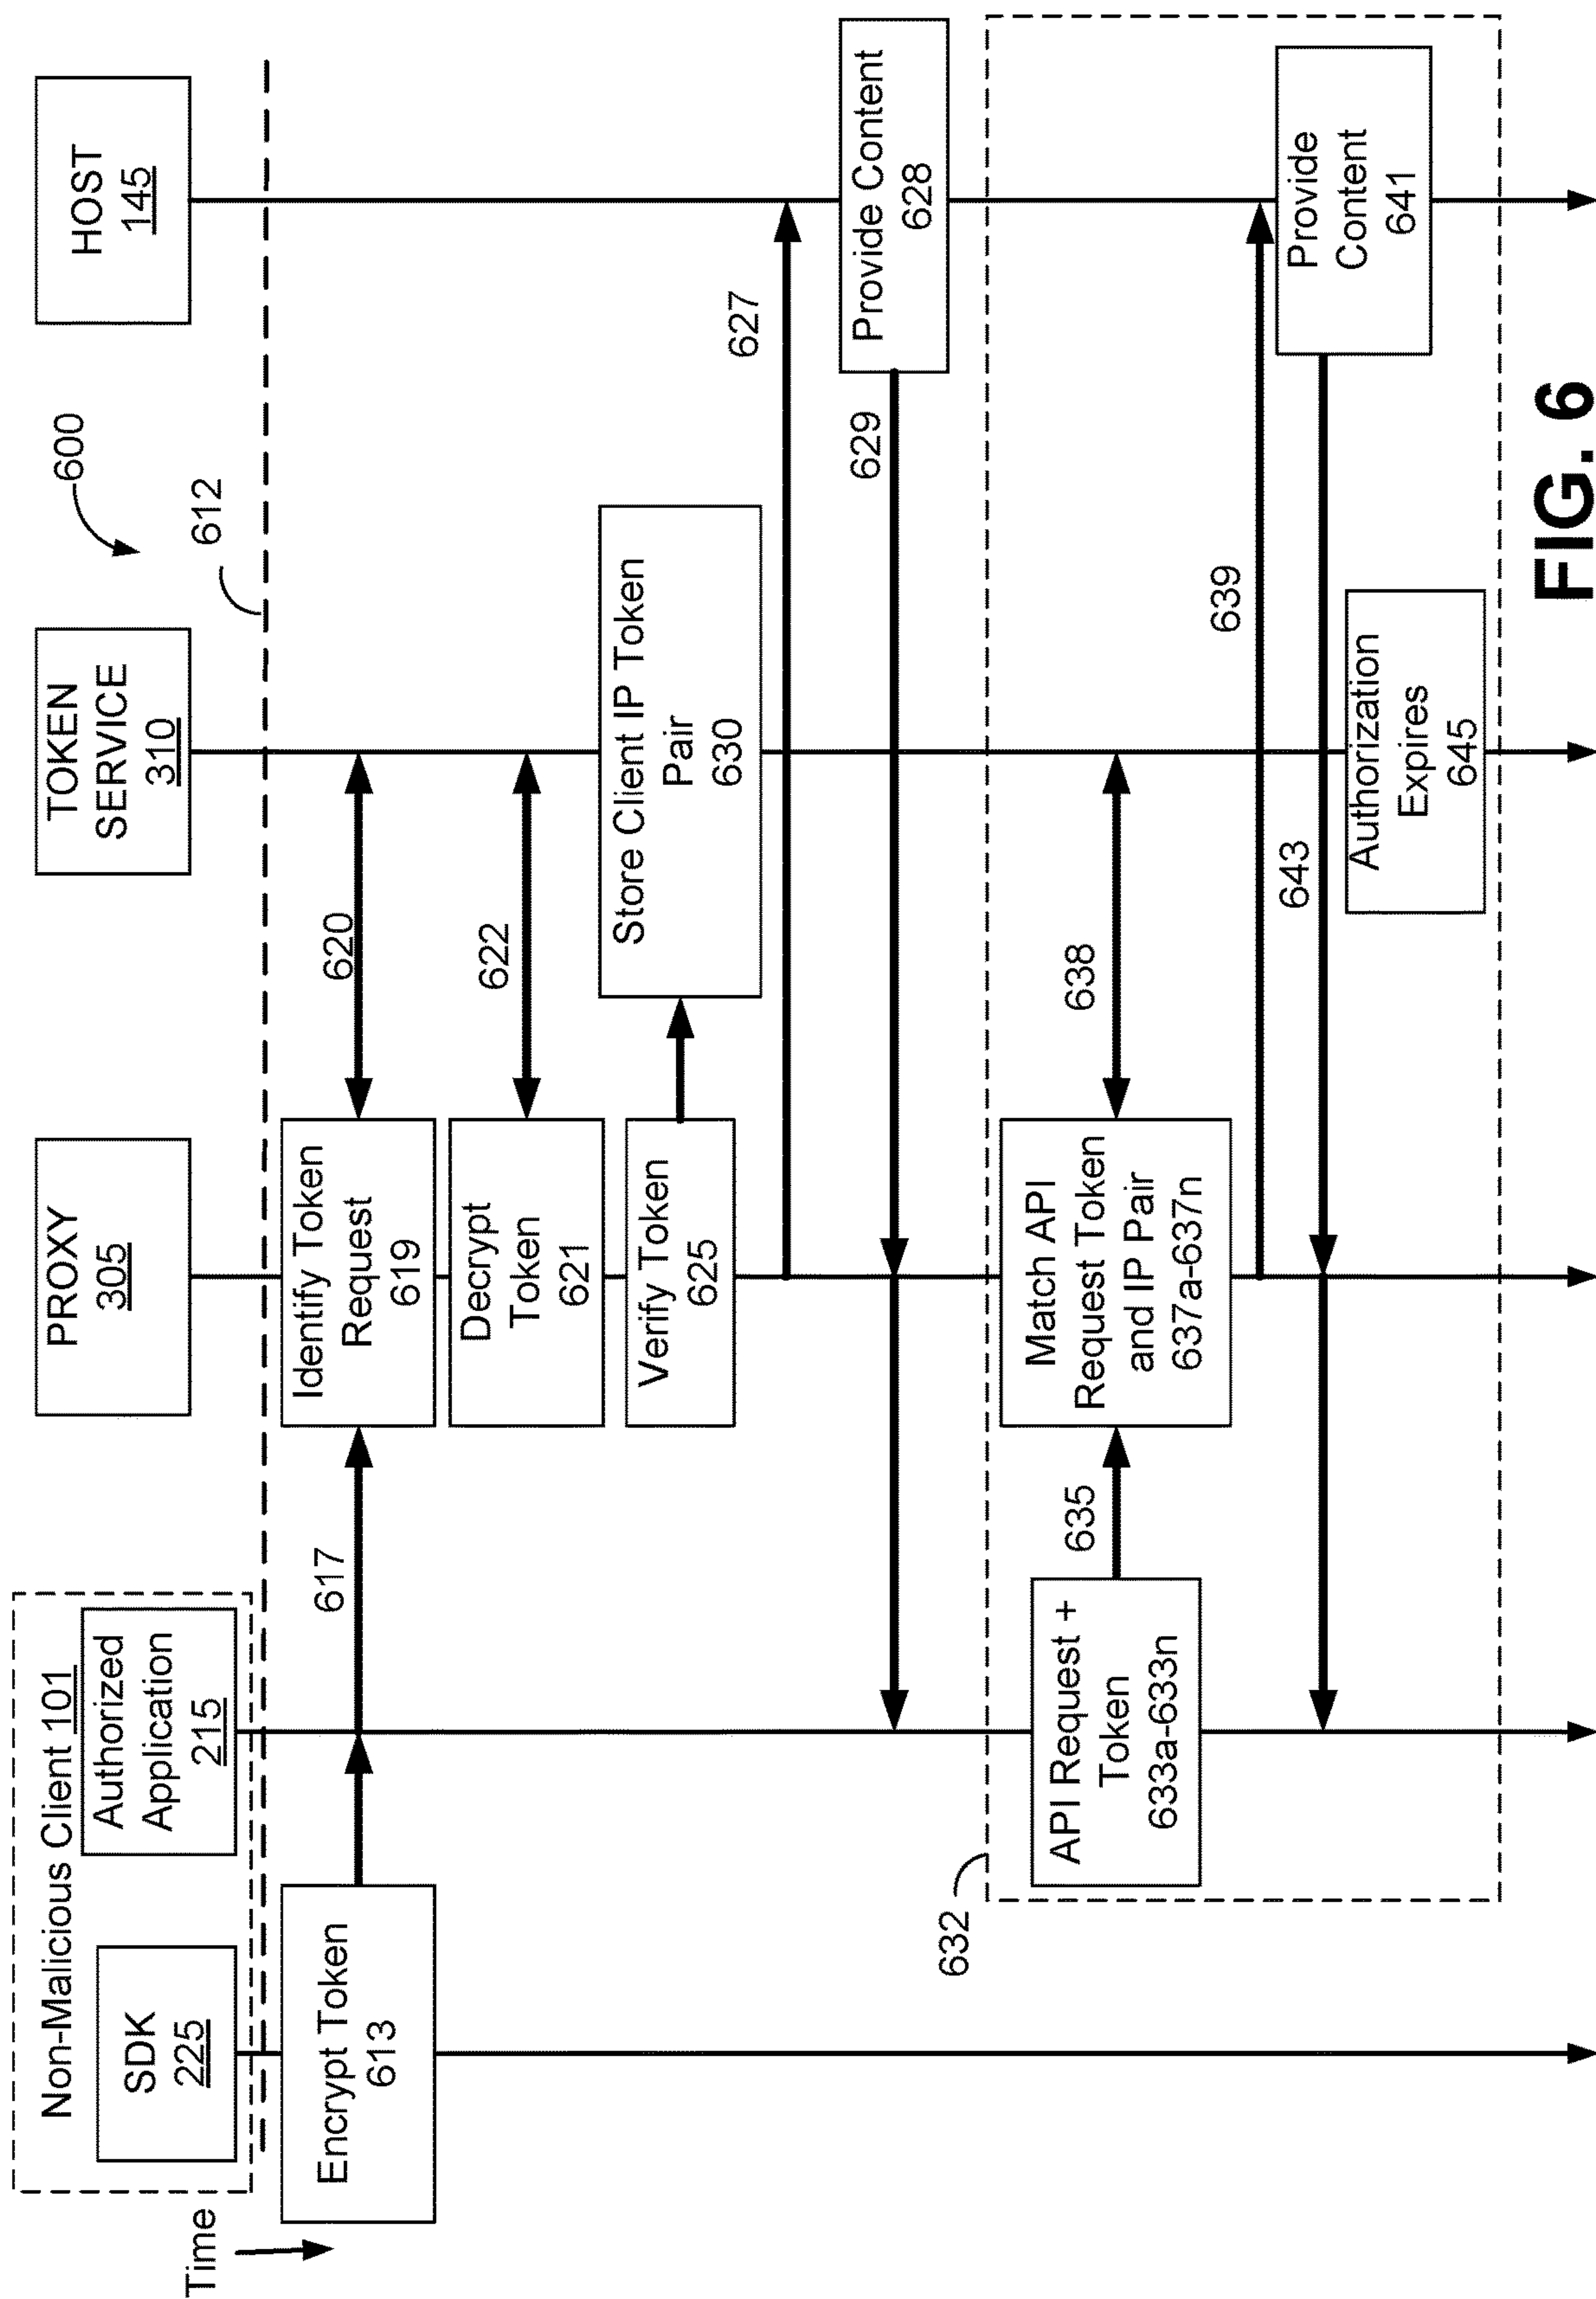 600
Non-Malicious Client 101
SDK
225
Authorized
Application
215
PROXY
305
TOKEN
SERVICE
310
HOST
145
612
Time
Encrypt Token
613
617
Identify Token
Request
619
620
Decrypt
Token
621
622
Verify Token
625
Store Client IP Token
Pair
630
627
Provide Content
628
629
632
API Request +
Token
633a-633n
635
Match API
Request Token
and IP Pair
637a-637n
638
639
Provide
Content
641
643
Authorization
Expires
645
FIG. 6